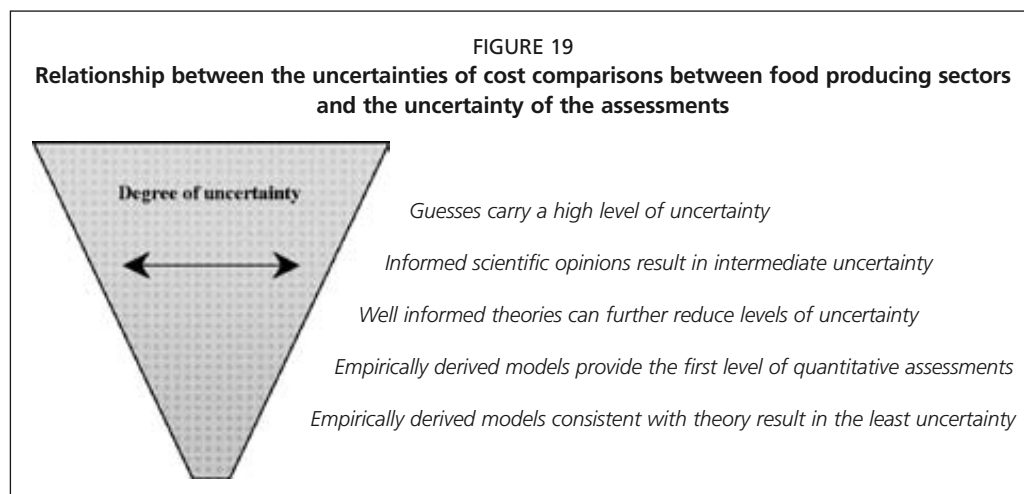 FIGURE 19
Relationship between the uncertainties of cost comparisons between food producing sectors
and the uncertainty of the assessments
Degree of uncertainty
Guesses carry a high level of uncertainty
Informed scientific opinions result in intermediate uncertainty
Well informed theories can further reduce levels of uncertainty
Empirically derived models provide the first level of quantitative assessments
Empirically derived models consistent with theory result in the least uncertainty